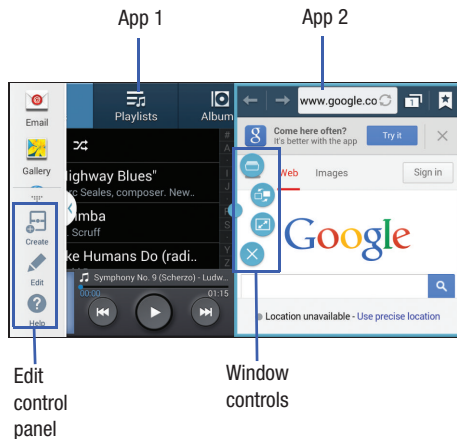 App 1
App 2
Email
Gallery
Create
Edit
Help
Playlists
Album
#
A
I
J
S
Y
Z
ighway Blues"
rc Seales, composer. New..
mba
Scruff
ke Humans Do (radi..
Symphony No. 9 (Scherzo) - Ludw..
00:00
01:15
www.google.co
1
8
Come here often?
It's better with the app
Try it
Web
Images
Sign in
Google
Location unavailable - Use precise location
Edit control panel
Window controls